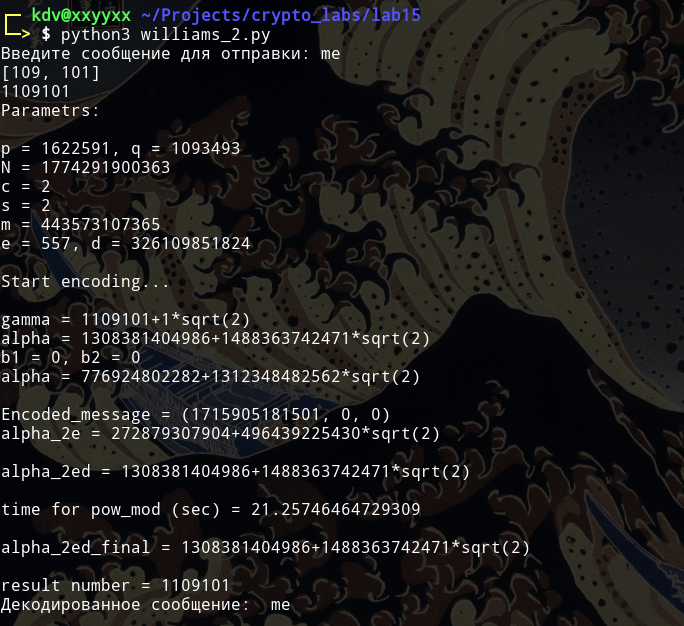 kdv@xxyyxx ~/Projects/crypto_labs/lab15
$ python3 williams_2.py
Введите сообщение для отправки: me
[109, 101]
1109101
Parametrs:
p = 1622591, q = 1093493
N = 1774291900363
c = 2
s = 2
m = 443573107365
e = 557, d = 326109851824
Start encoding...
gamma = 1109101+1*sqrt(2)
alpha = 1308381404986+1488363742471*sqrt(2)
b1 = 0, b2 = 0
alpha = 776924802282+1312348482562*sqrt(2)
Encoded_message = (1715905181501, 0, 0)
alpha_2e = 272879307904+496439225430*sqrt(2)
alpha_2ed = 1308381404986+1488363742471*sqrt(2)
time for pow_mod (sec) = 21.25746464729309
alpha_2ed_final = 1308381404986+1488363742471*sqrt(2)
result number = 1109101
Декодированное сообщение:  me